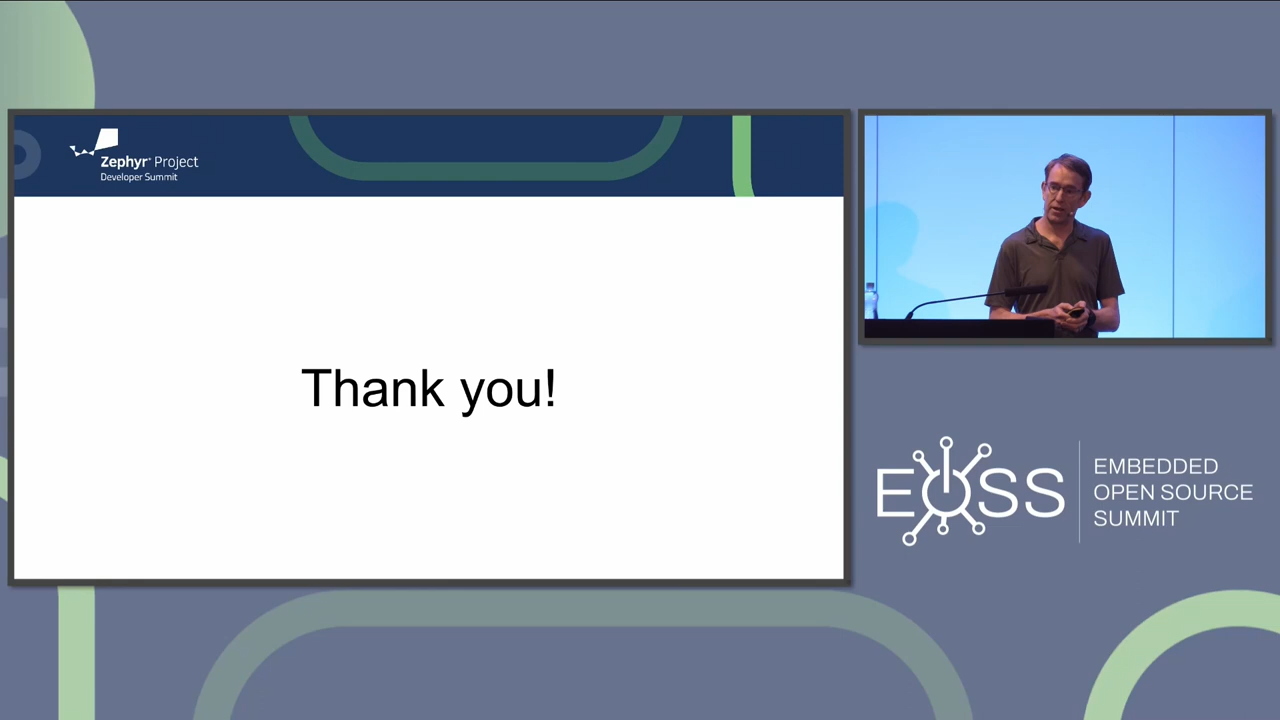 Zephyr® Project
Developer Summit
Thank you!
EOSS
EMBEDDED
OPEN SOURCE
SUMMIT